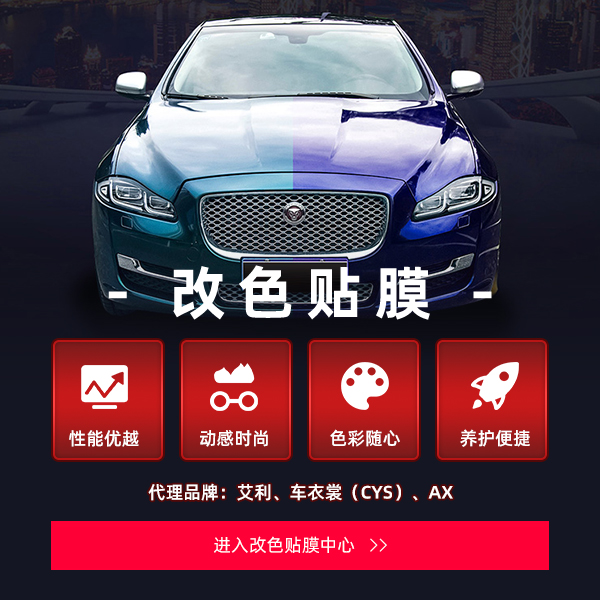 - 改色贴膜 -
性能优越
动感时尚
色彩随心
养护便捷
代理品牌：艾利、车衣裳（CYS）、AX
进入改色贴膜中心 >>